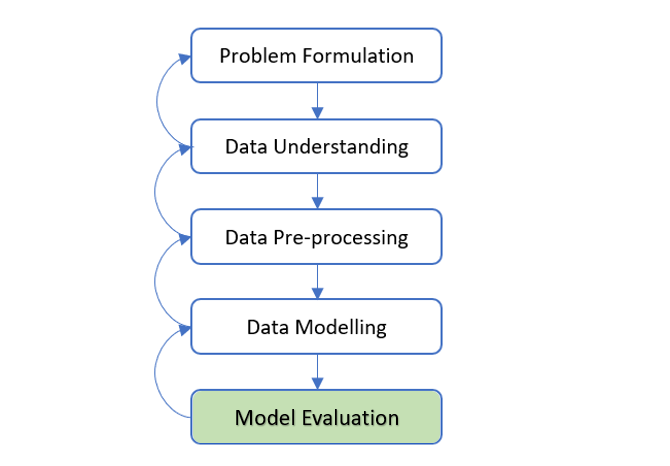 Problem Formulation
Data Understanding
Data Pre-processing
Data Modelling
Model Evaluation